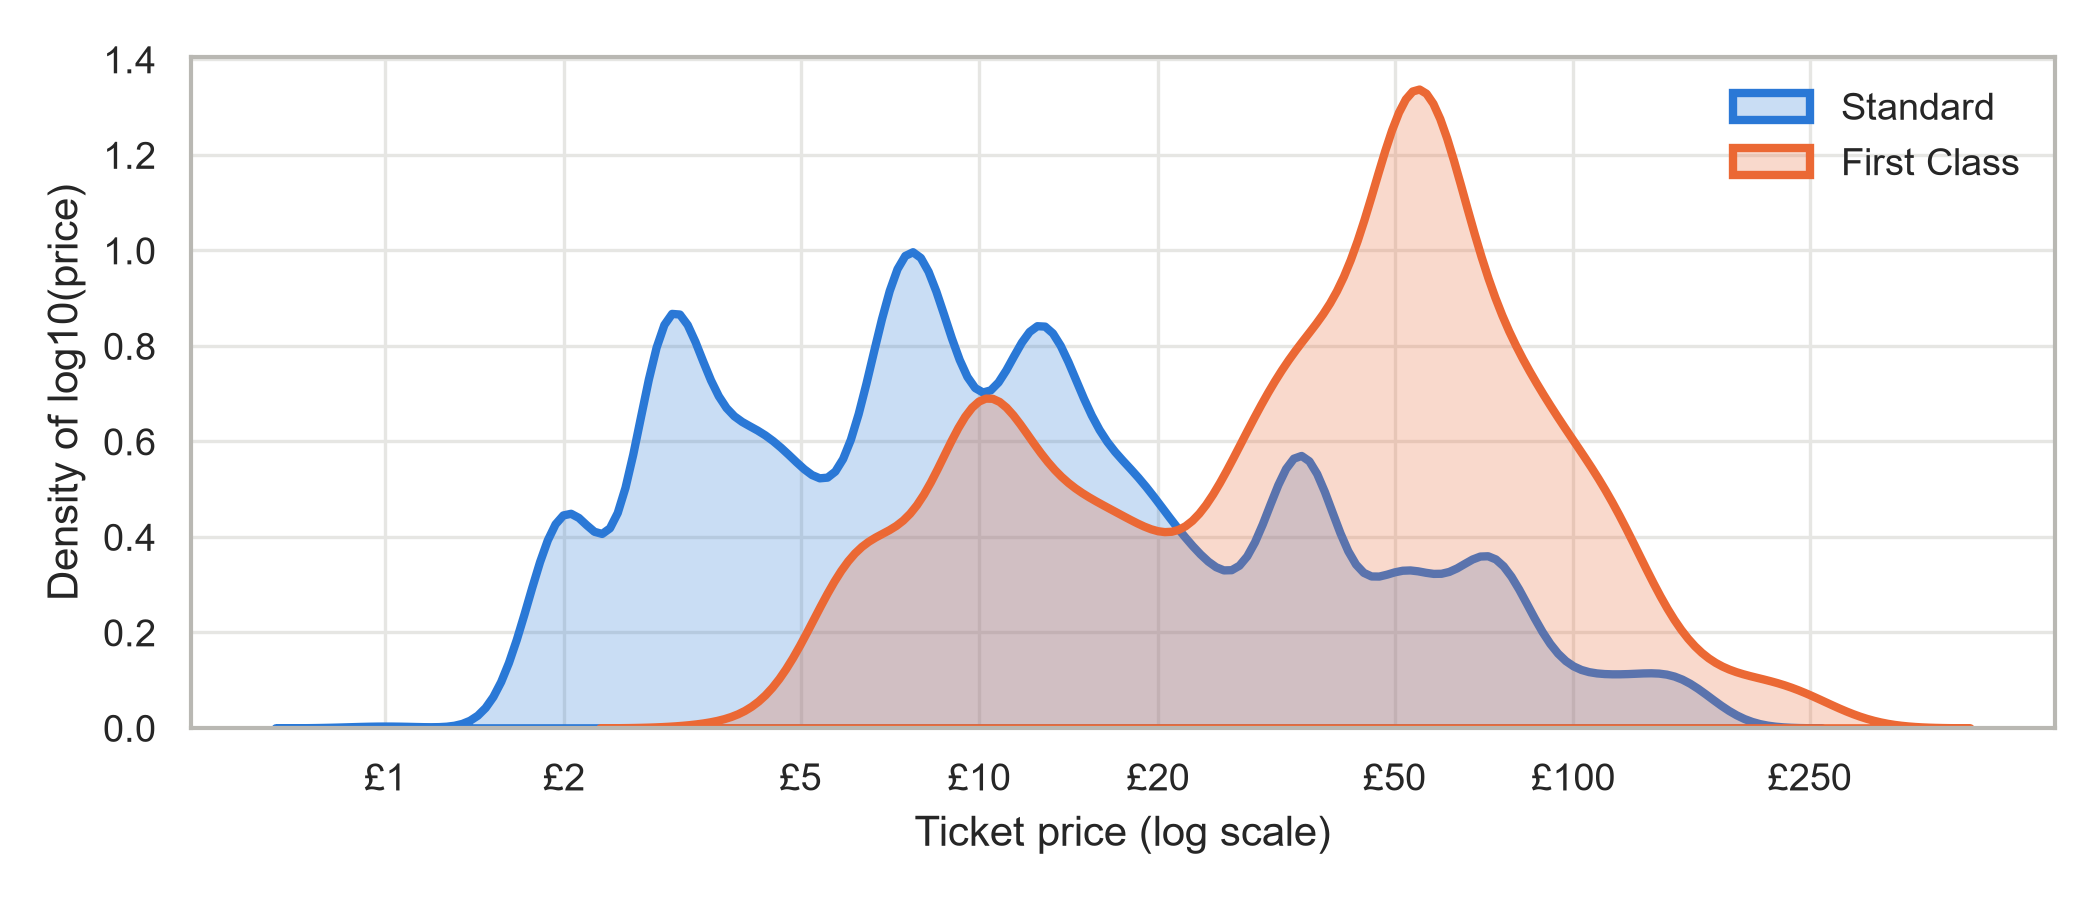 Density of log10(price)
1.4
1.2
1.0
0.8
0.6
0.4
0.2
0.0
Standard
First Class
£1 £2 £5 £10 £20 £50 £100 £250
Ticket price (log scale)